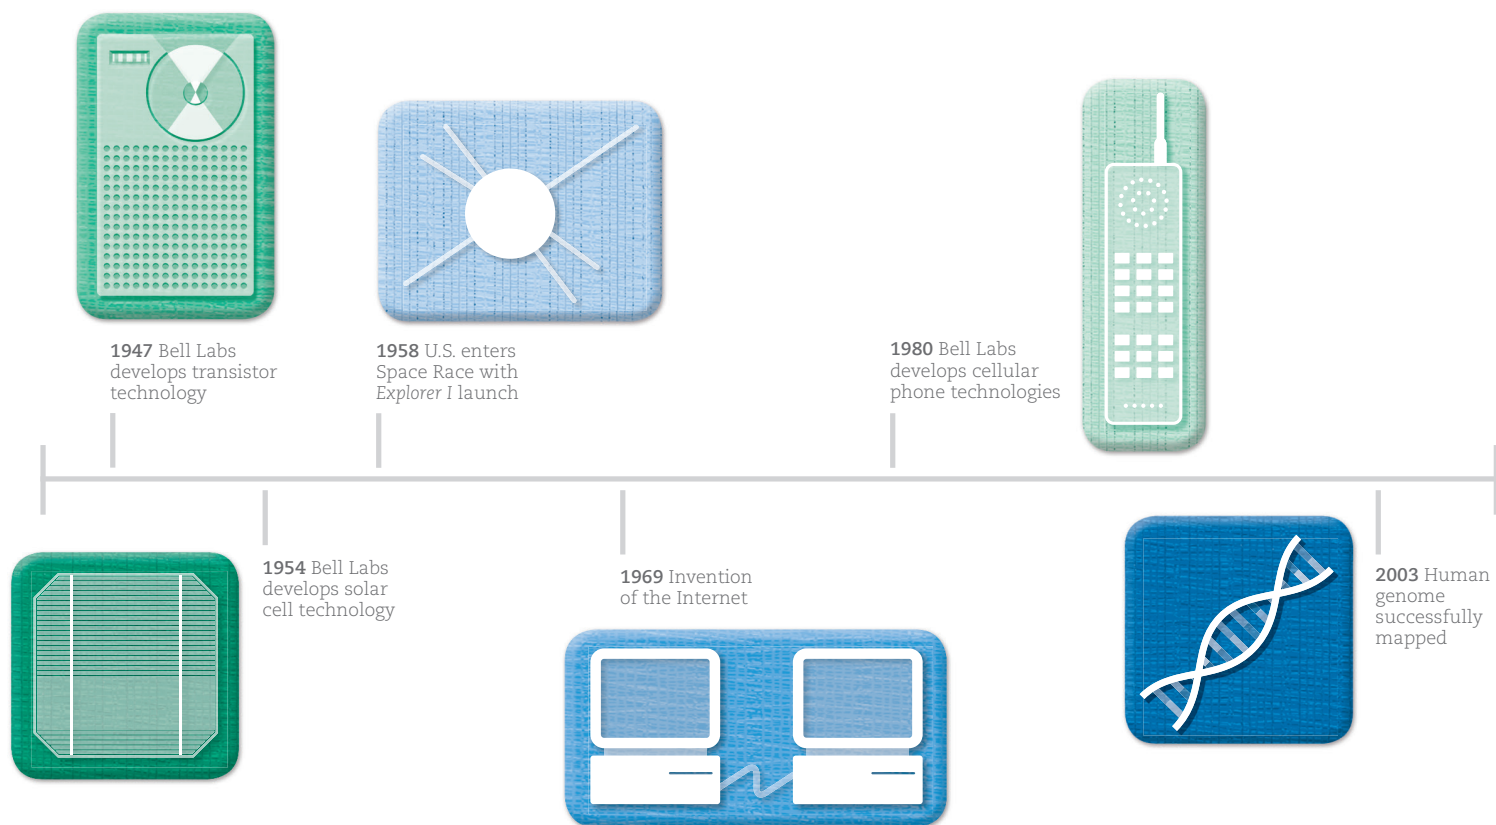 1947 Bell Labs
develops transistor
technology
1958 U.S. enters
Space Race with
Explorer I launch
1980 Bell Labs
develops cellular
phone technologies
1954 Bell Labs
develops solar
cell technology
1969 Invention
of the Internet
2003 Human
genome
successfully
mapped